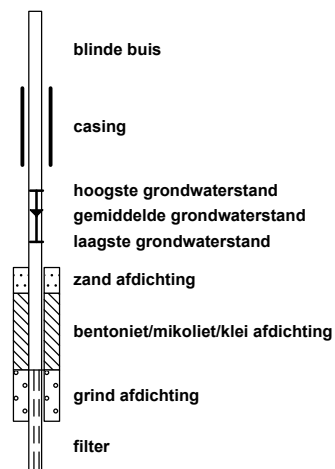 blinde buis
casing
hoogste grondwaterstand
gemiddelde grondwaterstand
laagste grondwaterstand
zand afdichting
bentoniet/mikoliet/klei afdichting
grind afdichting
filter